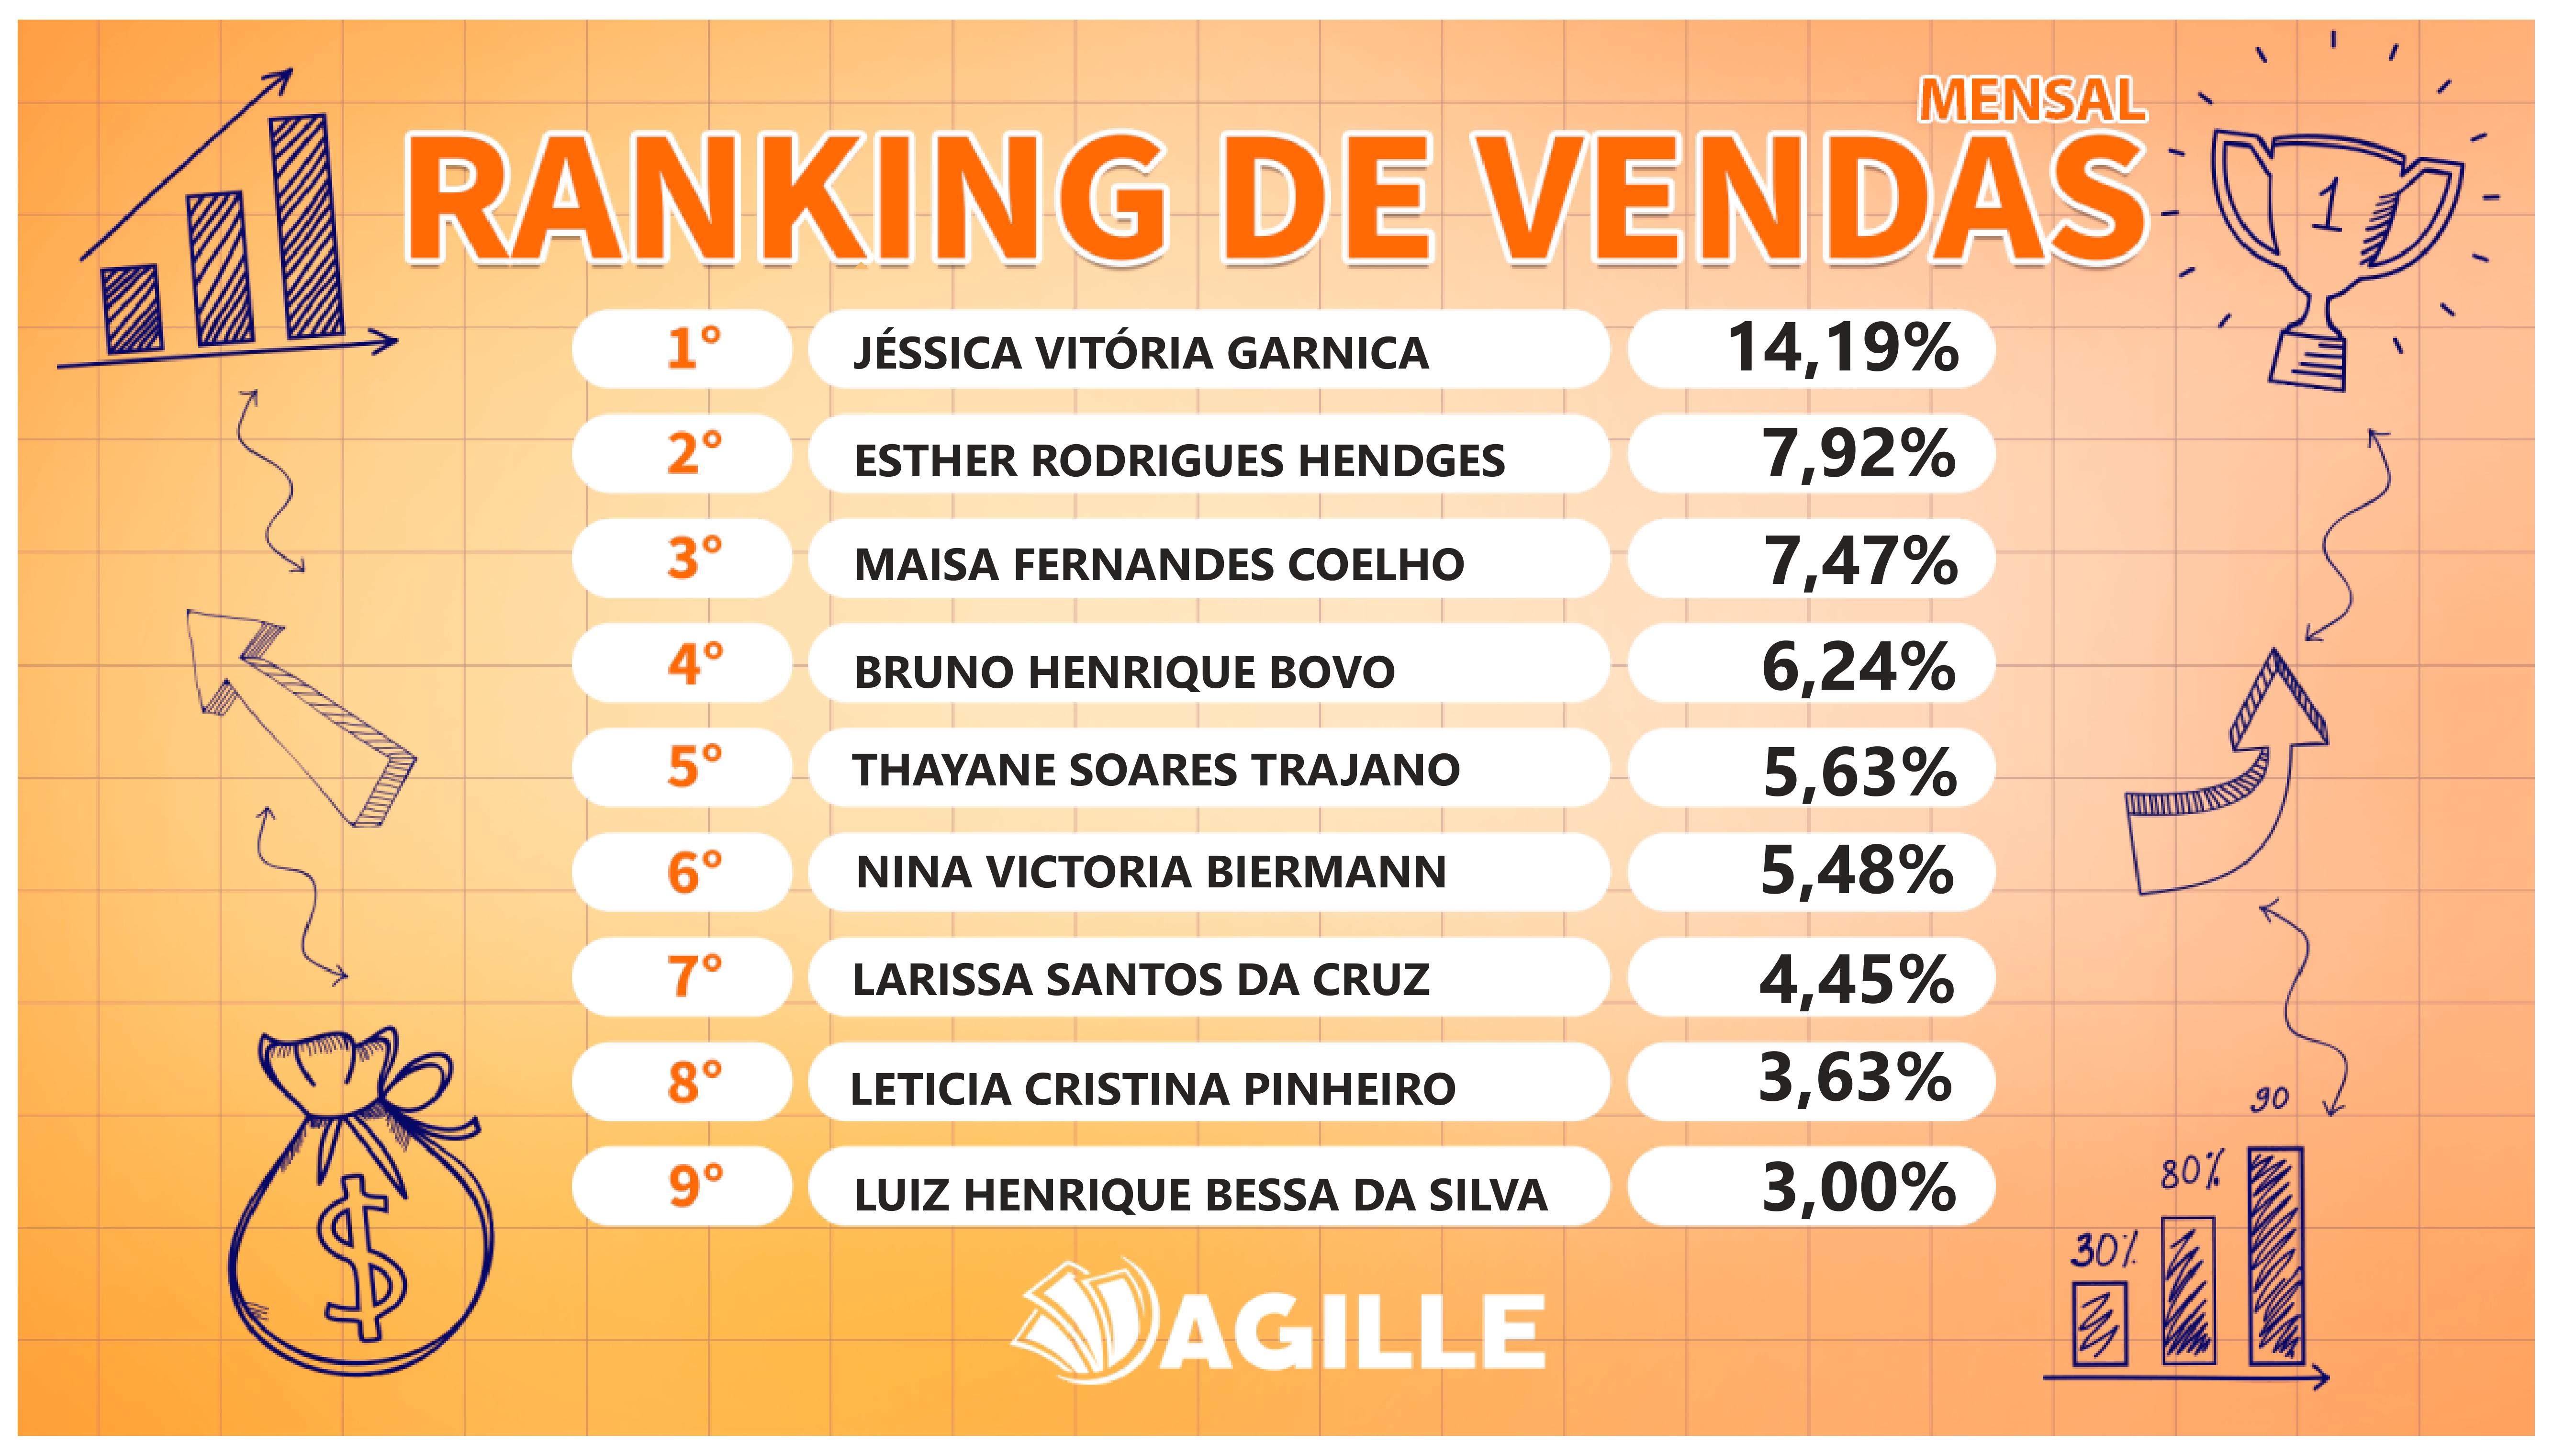 MENSAL
RANKING DE VENDAS
1° JÉSSICA VITÓRIA GARNICA 14,19%
2° ESTHER RODRIGUES HENDGES 7,92%
3° MAISA FERNANDES COELHO 7,47%
4° BRUNO HENRIQUE BOVO 6,24%
5° THAYANE SOARES TRAJANO 5,63%
6° NINA VICTORIA BIERMANN 5,48%
7° LARISSA SANTOS DA CRUZ 4,45%
8° LETICIA CRISTINA PINHEIRO 3,63%
9° LUIZ HENRIQUE BESSA DA SILVA 3,00%
AGILLE
1
$
90
80%
30%